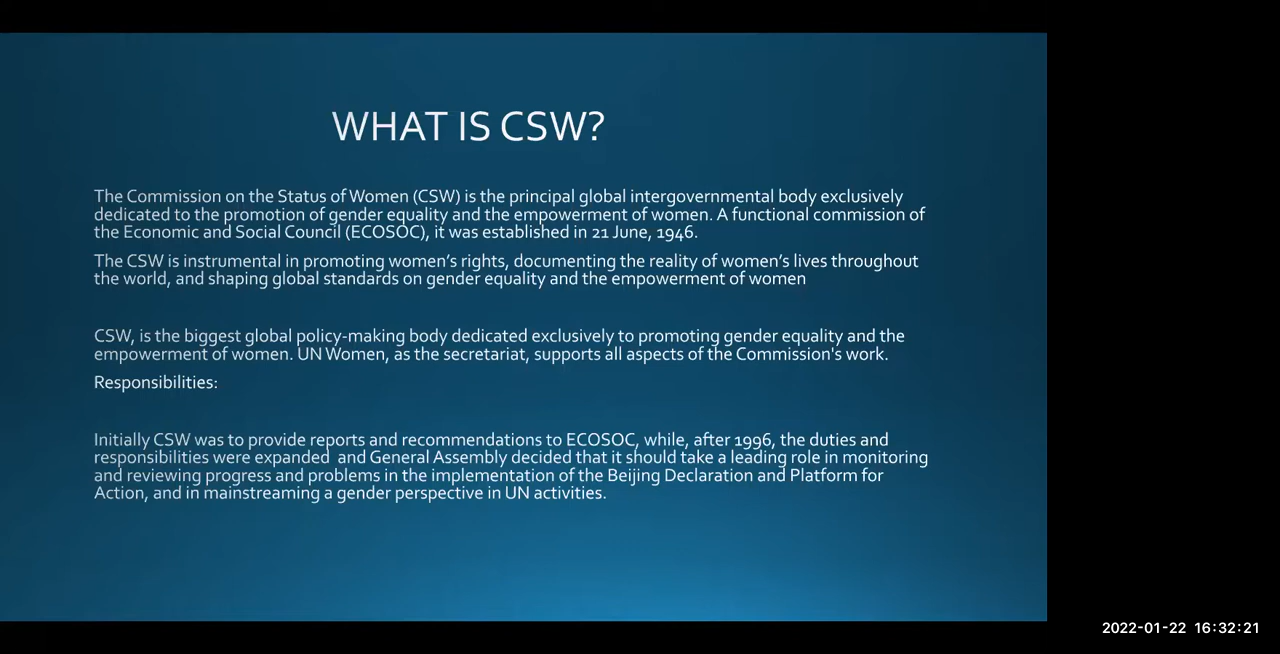 WHAT IS CSW?
The Commission on the Status of Women (CSW) is the principal global intergovernmental body exclusively
dedicated to the promotion of gender equality and the empowerment of women. A functional commission of
the Economic and Social Council (ECOSOC), it was established in 21 June, 1946.
The CSW is instrumental in promoting women’s rights, documenting the reality of women’s lives throughout
the world, and shaping global standards on gender equality and the empowerment of women
CSW, is the biggest global policy-making body dedicated exclusively to promoting gender equality and the
empowerment of women. UN Women, as the secretariat, supports all aspects of the Commission's work.
Responsibilities:
Initially CSW was to provide reports and recommendations to ECOSOC, while, after 1996, the duties and
responsibilities were expanded  and General Assembly decided that it should take a leading role in monitoring
and reviewing progress and problems in the implementation of the Beijing Declaration and Platform for
Action, and in mainstreaming a gender perspective in UN activities.
2022-01-22 16:32:21